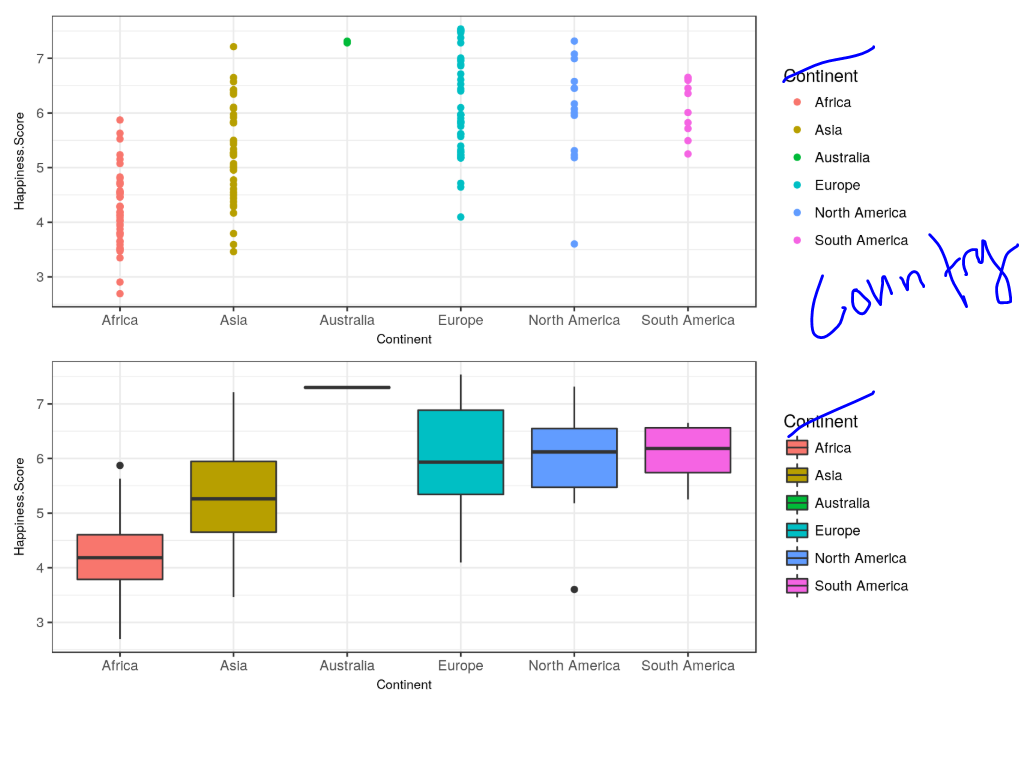 7
6
5
4
3
Happiness.Score
Africa Asia Australia Europe North America South America
Continent
Continent
Africa
Asia
Australia
Europe
North America
South America
Country
7
6
5
4
3
Happiness.Score
Africa Asia Australia Europe North America South America
Continent
Continent
Africa
Asia
Australia
Europe
North America
South America